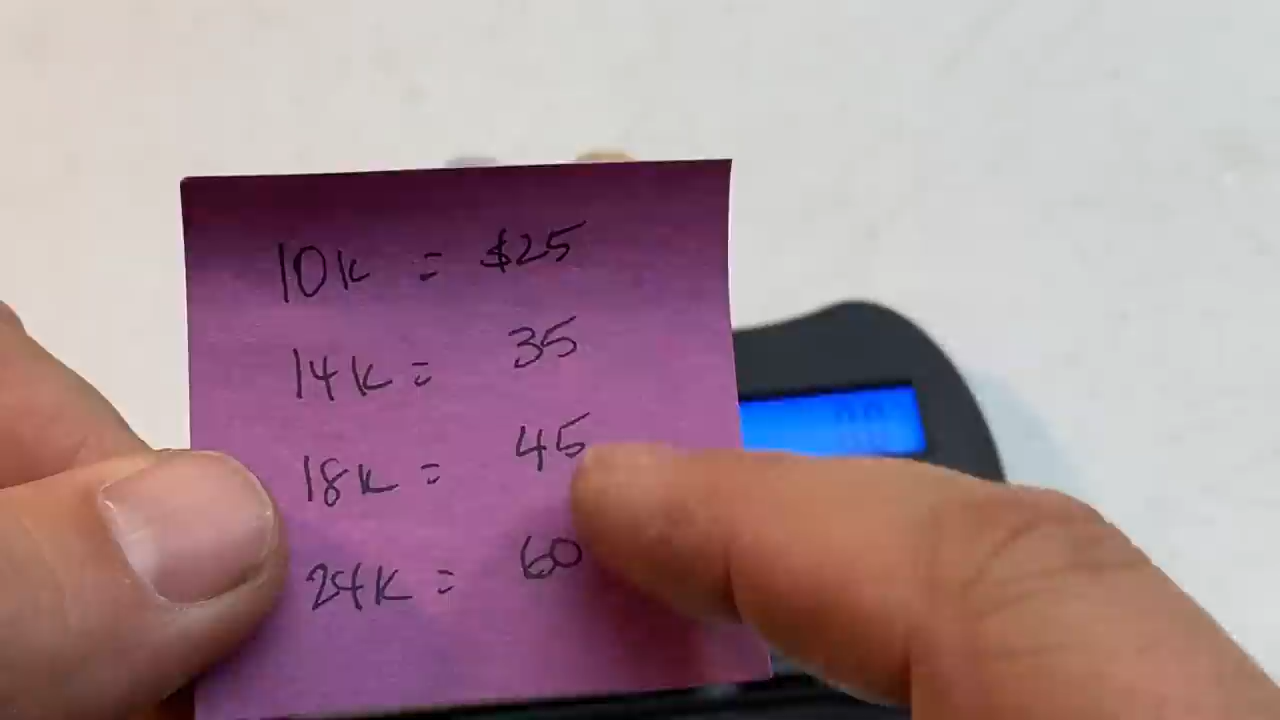 10k = $25
14k = 35
18k = 45
24k = 60